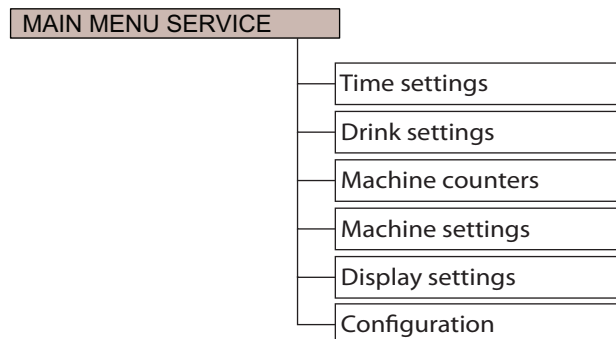 MAIN MENU SERVICE
Time settings
Drink settings
Machine counters
Machine settings
Display settings
Configuration